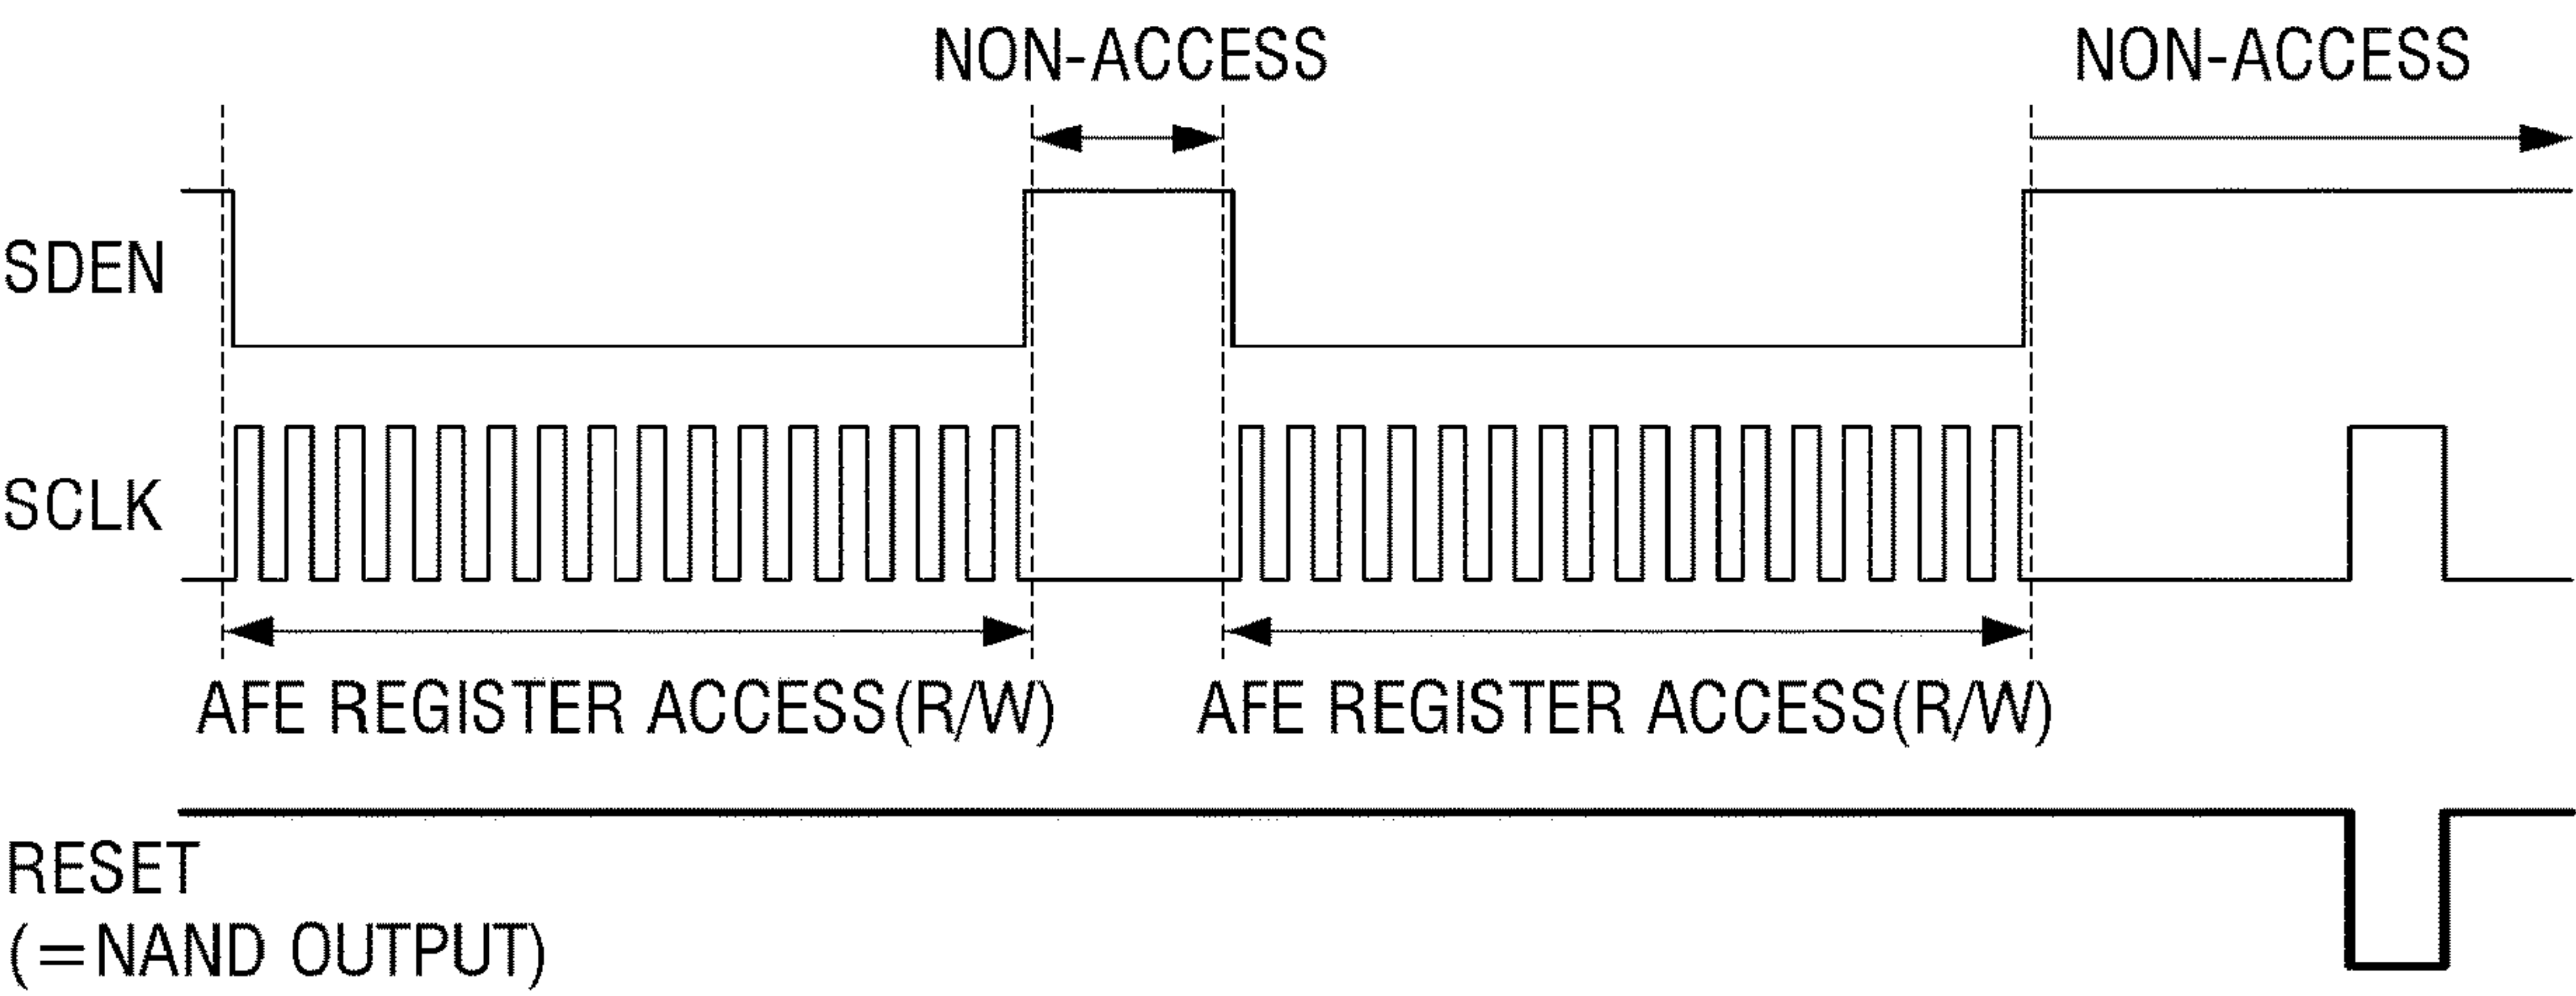 NON-ACCESS
NON-ACCESS
SDEN
SCLK
AFE REGISTER ACCESS(R/W)
AFE REGISTER ACCESS(R/W)
RESET
(=NAND OUTPUT)